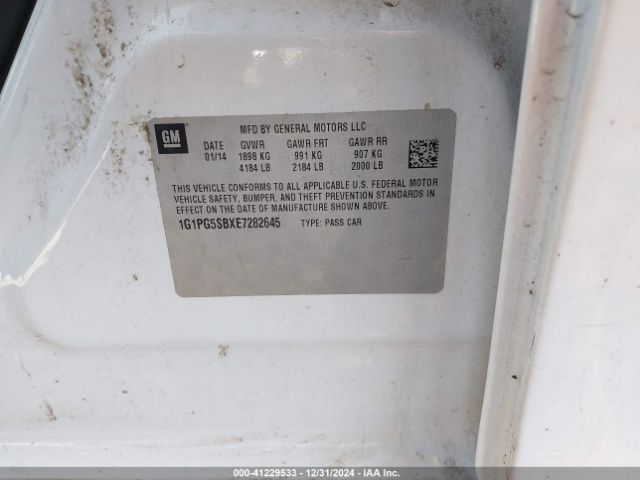 GM
MFD BY GENERAL MOTORS LLC
DATE GVWR GAWR FRT GAWR RR
01/14 1898 KG 991 KG 907 KG
4184 LB 2184 LB 2000 LB
THIS VEHICLE CONFORMS TO ALL APPLICABLE U.S. FEDERAL MOTOR
VEHICLE SAFETY, BUMPER, AND THEFT PREVENTION STANDARDS IN
EFFECT ON THE DATE OF MANUFACTURE SHOWN ABOVE.
1G1PG5SBXE7282645 TYPE: PASS CAR
000-41229533 - 12/31/2024 - IAA Inc.